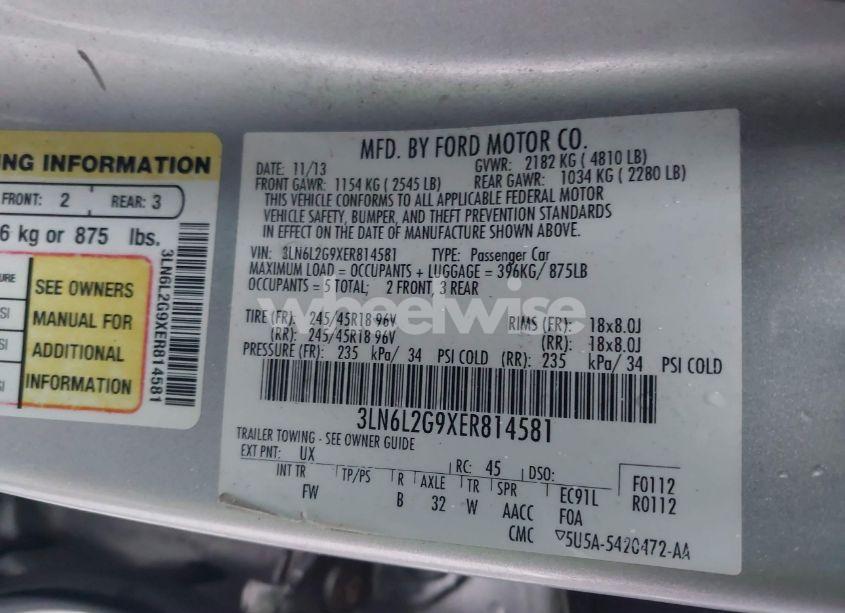 ING INFORMATION
FRONT: 2 REAR: 3
6 kg or 875 lbs.
SEE OWNERS
MANUAL FOR
ADDITIONAL
INFORMATION
3LN6L2G9XER814581
MFD. BY FORD MOTOR CO.
DATE: 11/13 GVWR: 2182 KG ( 4810 LB)
FRONT GAWR: 1154 KG ( 2545 LB) REAR GAWR: 1034 KG ( 2280 LB)
THIS VEHICLE CONFORMS TO ALL APPLICABLE FEDERAL MOTOR
VEHICLE SAFETY, BUMPER, AND THEFT PREVENTION STANDARDS
IN EFFECT ON THE DATE OF MANUFACTURE SHOWN ABOVE.
VIN: 3LN6L2G9XER814581 TYPE: Passenger Car
MAXIMUM LOAD = OCCUPANTS + LUGGAGE = 396KG/ 875LB
OCCUPANTS = 5 TOTAL; 2 FRONT, 3 REAR
wheelwise
TIRE (FR): 245/45R18 96V RIMS (FR): 18x8.0J
(RR): 245/45R18 96V (RR): 18x8.0J
PRESSURE (FR): 235 kPa/ 34 PSI COLD (RR): 235 kPa/ 34 PSI COLD
3LN6L2G9XER814581
TRAILER TOWING - SEE OWNER GUIDE
EXT PNT: UX RC: 45 DSO: F0112
INT TR TP/PS R AXLE TR SPR EC91L R0112
FW B 32 W AACC FOA
CMC 5U5A-5420472-AA